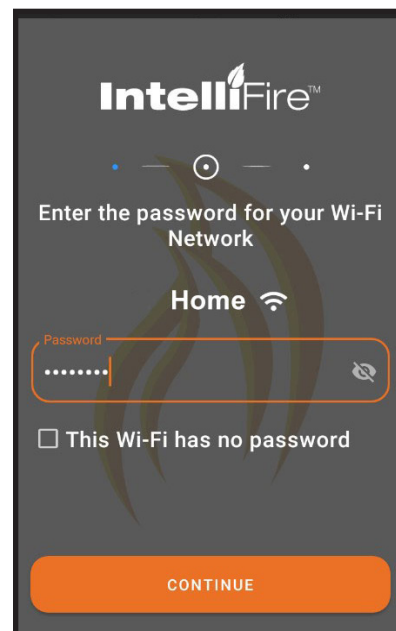 IntelliFire™
Enter the password for your Wi-Fi
Network
Home
Password
••••••••
This Wi-Fi has no password
CONTINUE